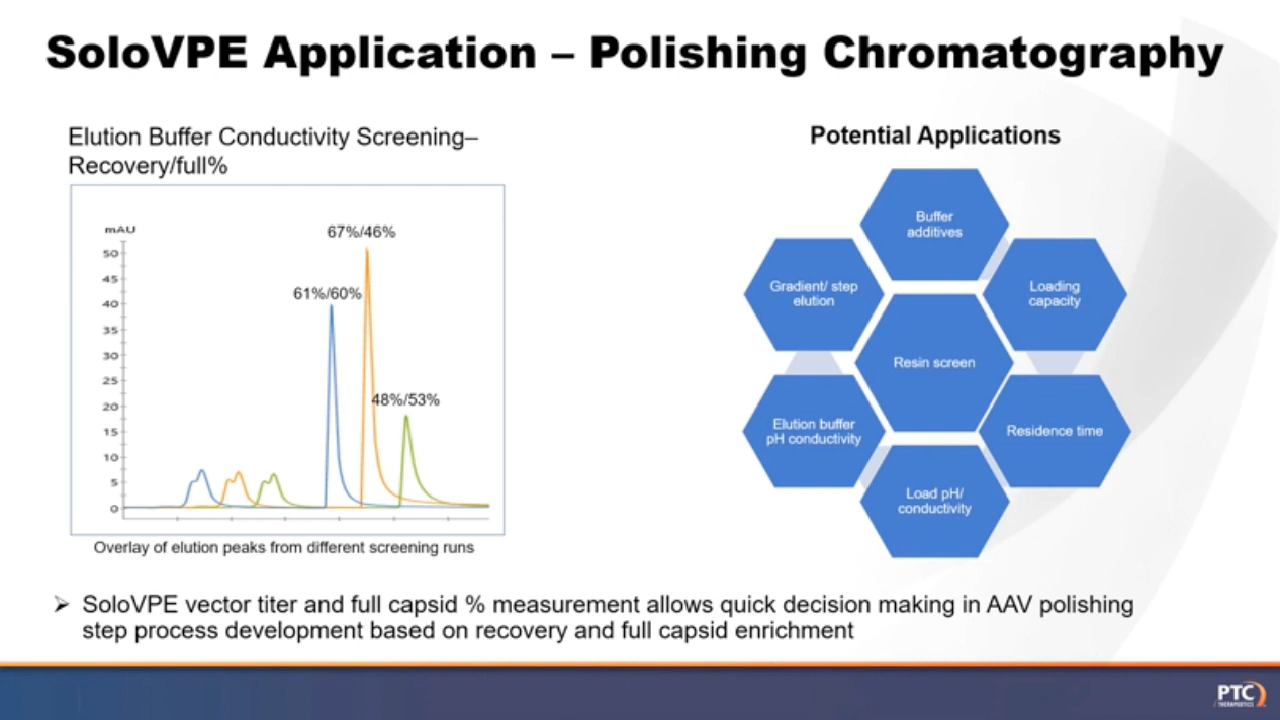 SoloVPE Application – Polishing Chromatography
Elution Buffer Conductivity Screening–
Recovery/full%
mAU
50
45
40
35
30
25
20
15
10
5
0
67%/46%
61%/60%
48%/53%
Overlay of elution peaks from different screening runs
Potential Applications
Buffer
additives
Gradient/ step
elution
Loading
capacity
Resin screen
Elution buffer
pH conductivity
Residence time
Load pH/
conductivity
➢ SoloVPE vector titer and full capsid % measurement allows quick decision making in AAV polishing
step process development based on recovery and full capsid enrichment
PTC
THERAPEUTICS